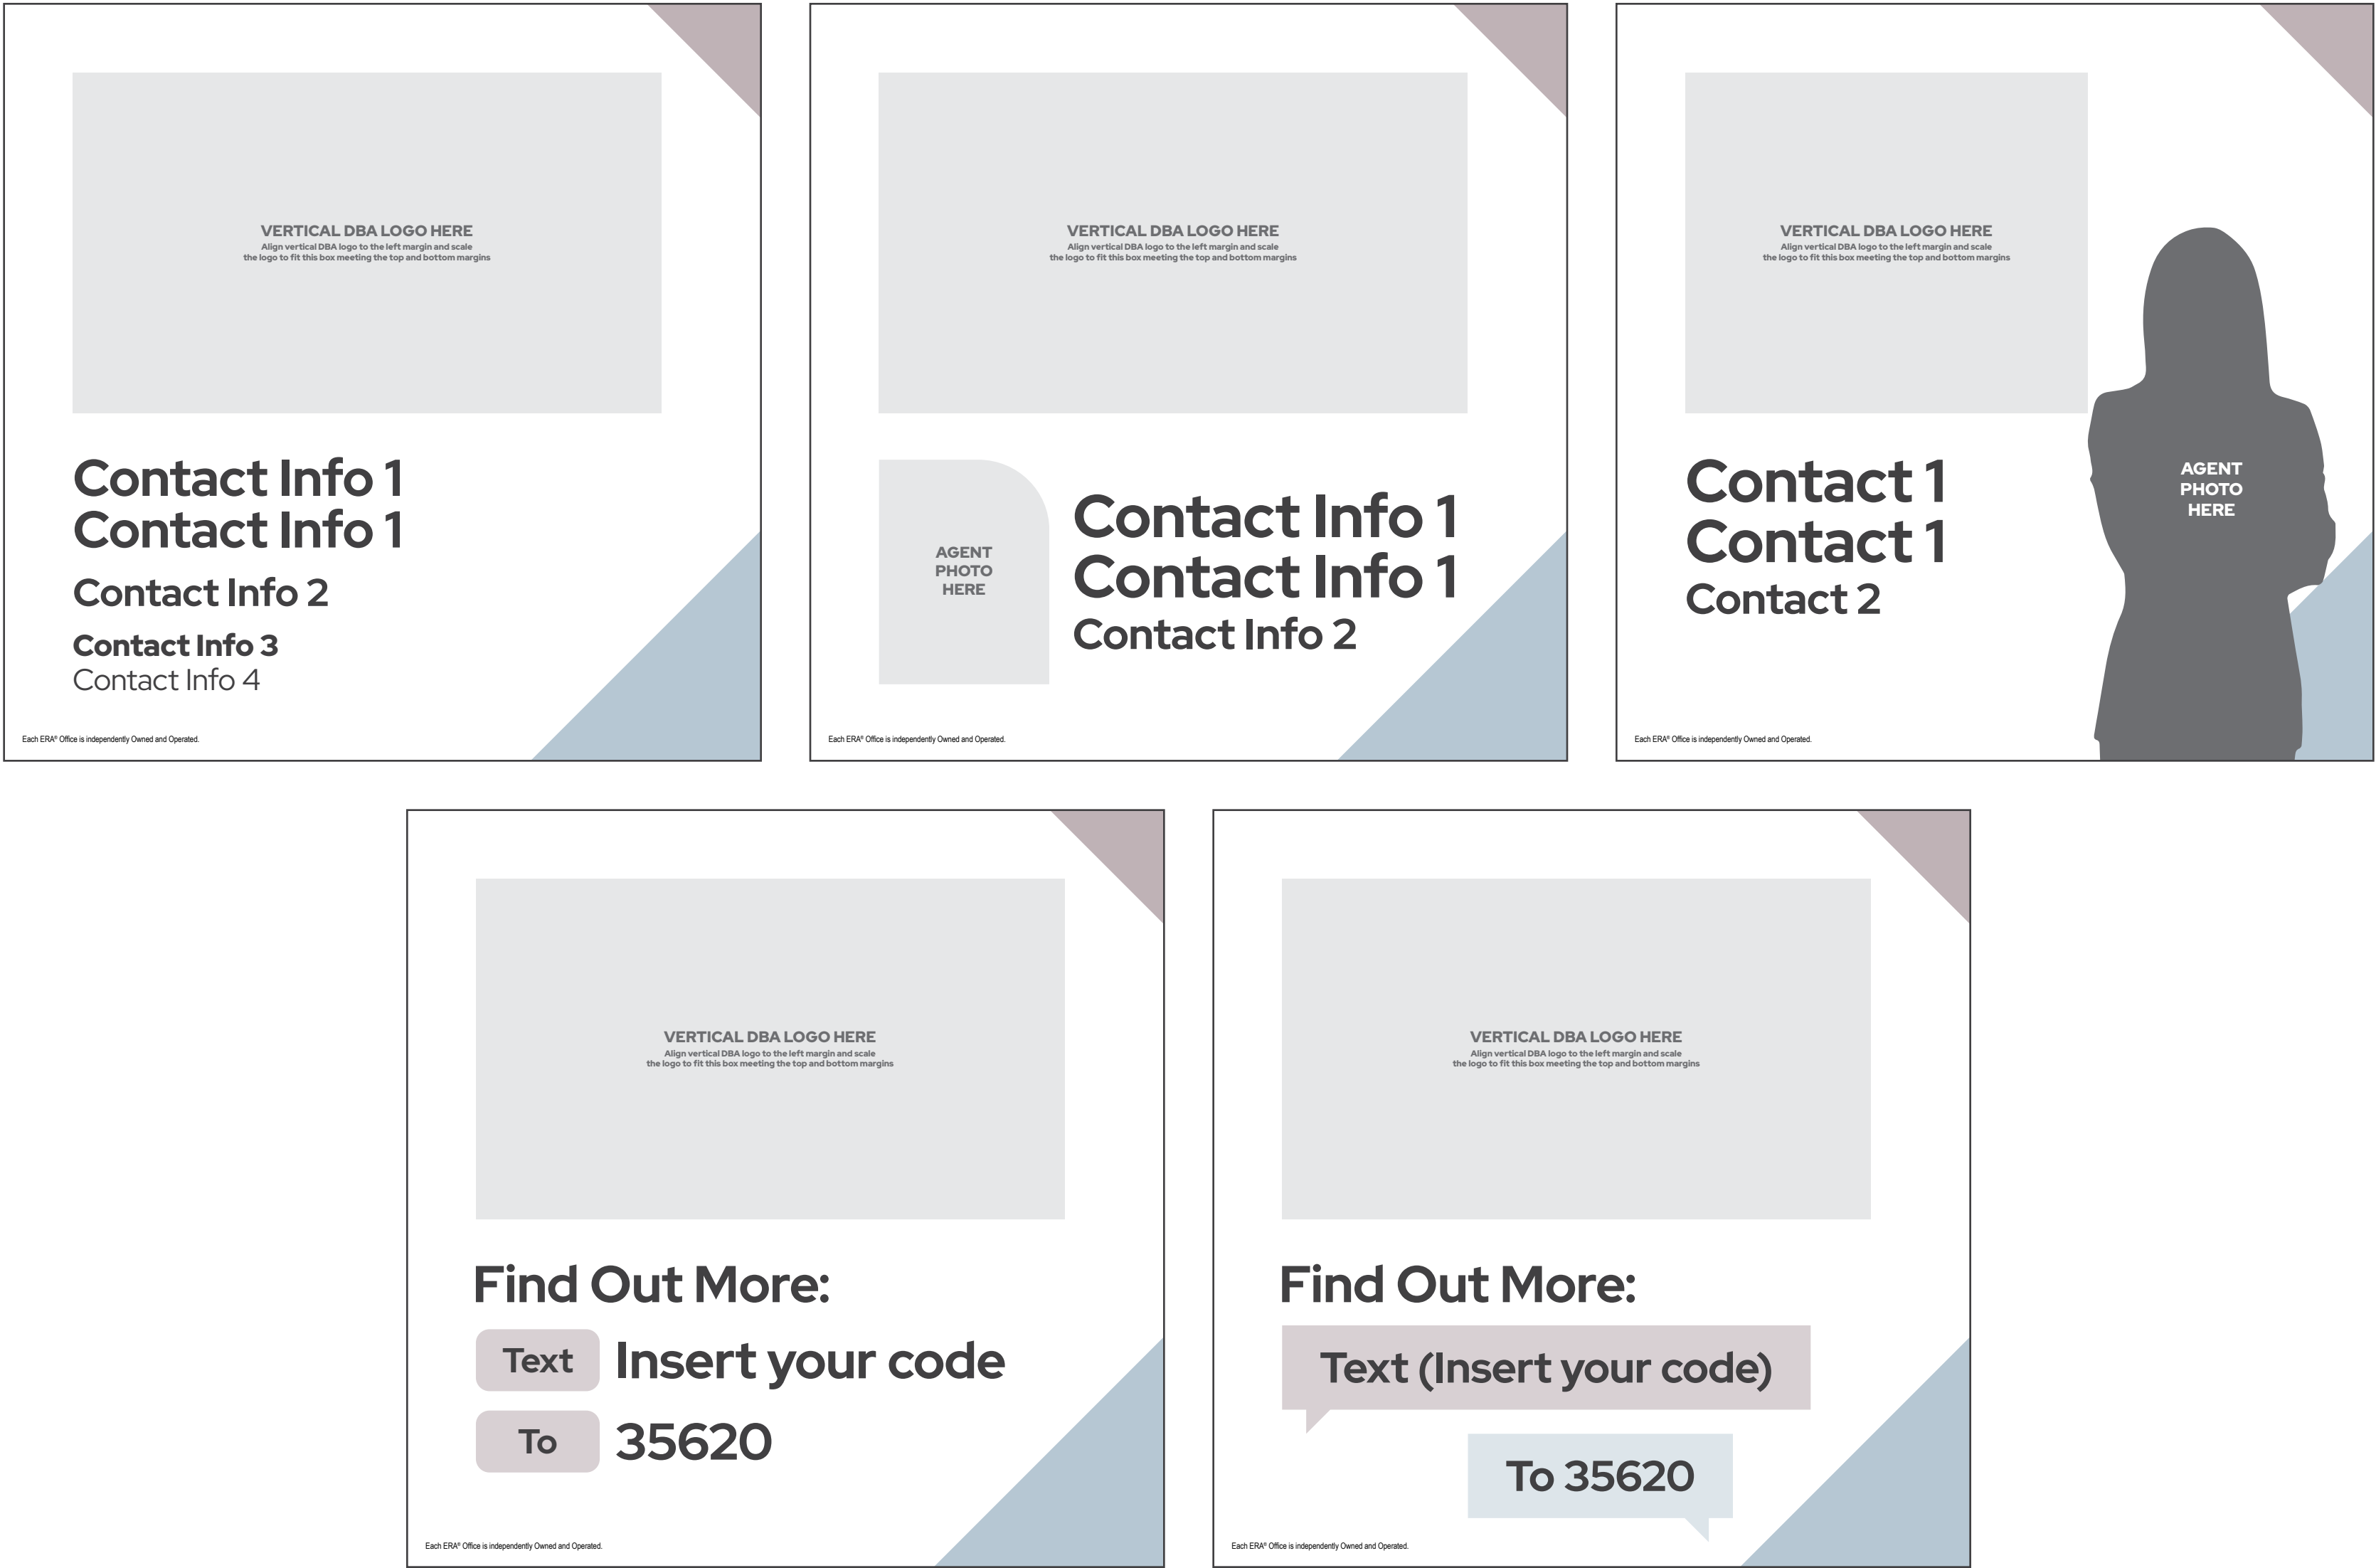 VERTICAL DBA LOGO HERE
Align vertical DBA logo to the left margin and scale
the logo to fit this box meeting the top and bottom margins
Contact Info 1
Contact Info 1
Contact Info 2
Contact Info 3
Contact Info 4
Each ERA® Office is independently Owned and Operated.
VERTICAL DBA LOGO HERE
Align vertical DBA logo to the left margin and scale
the logo to fit this box meeting the top and bottom margins
AGENT
PHOTO
HERE
Contact Info 1
Contact Info 1
Contact Info 2
Each ERA® Office is independently Owned and Operated.
VERTICAL DBA LOGO HERE
Align vertical DBA logo to the left margin and scale
the logo to fit this box meeting the top and bottom margins
Contact 1
Contact 1
Contact 2
AGENT
PHOTO
HERE
Each ERA® Office is independently Owned and Operated.
VERTICAL DBA LOGO HERE
Align vertical DBA logo to the left margin and scale
the logo to fit this box meeting the top and bottom margins
Find Out More:
Text Insert your code
To 35620
Each ERA® Office is independently Owned and Operated.
VERTICAL DBA LOGO HERE
Align vertical DBA logo to the left margin and scale
the logo to fit this box meeting the top and bottom margins
Find Out More:
Text (Insert your code)
To 35620
Each ERA® Office is independently Owned and Operated.